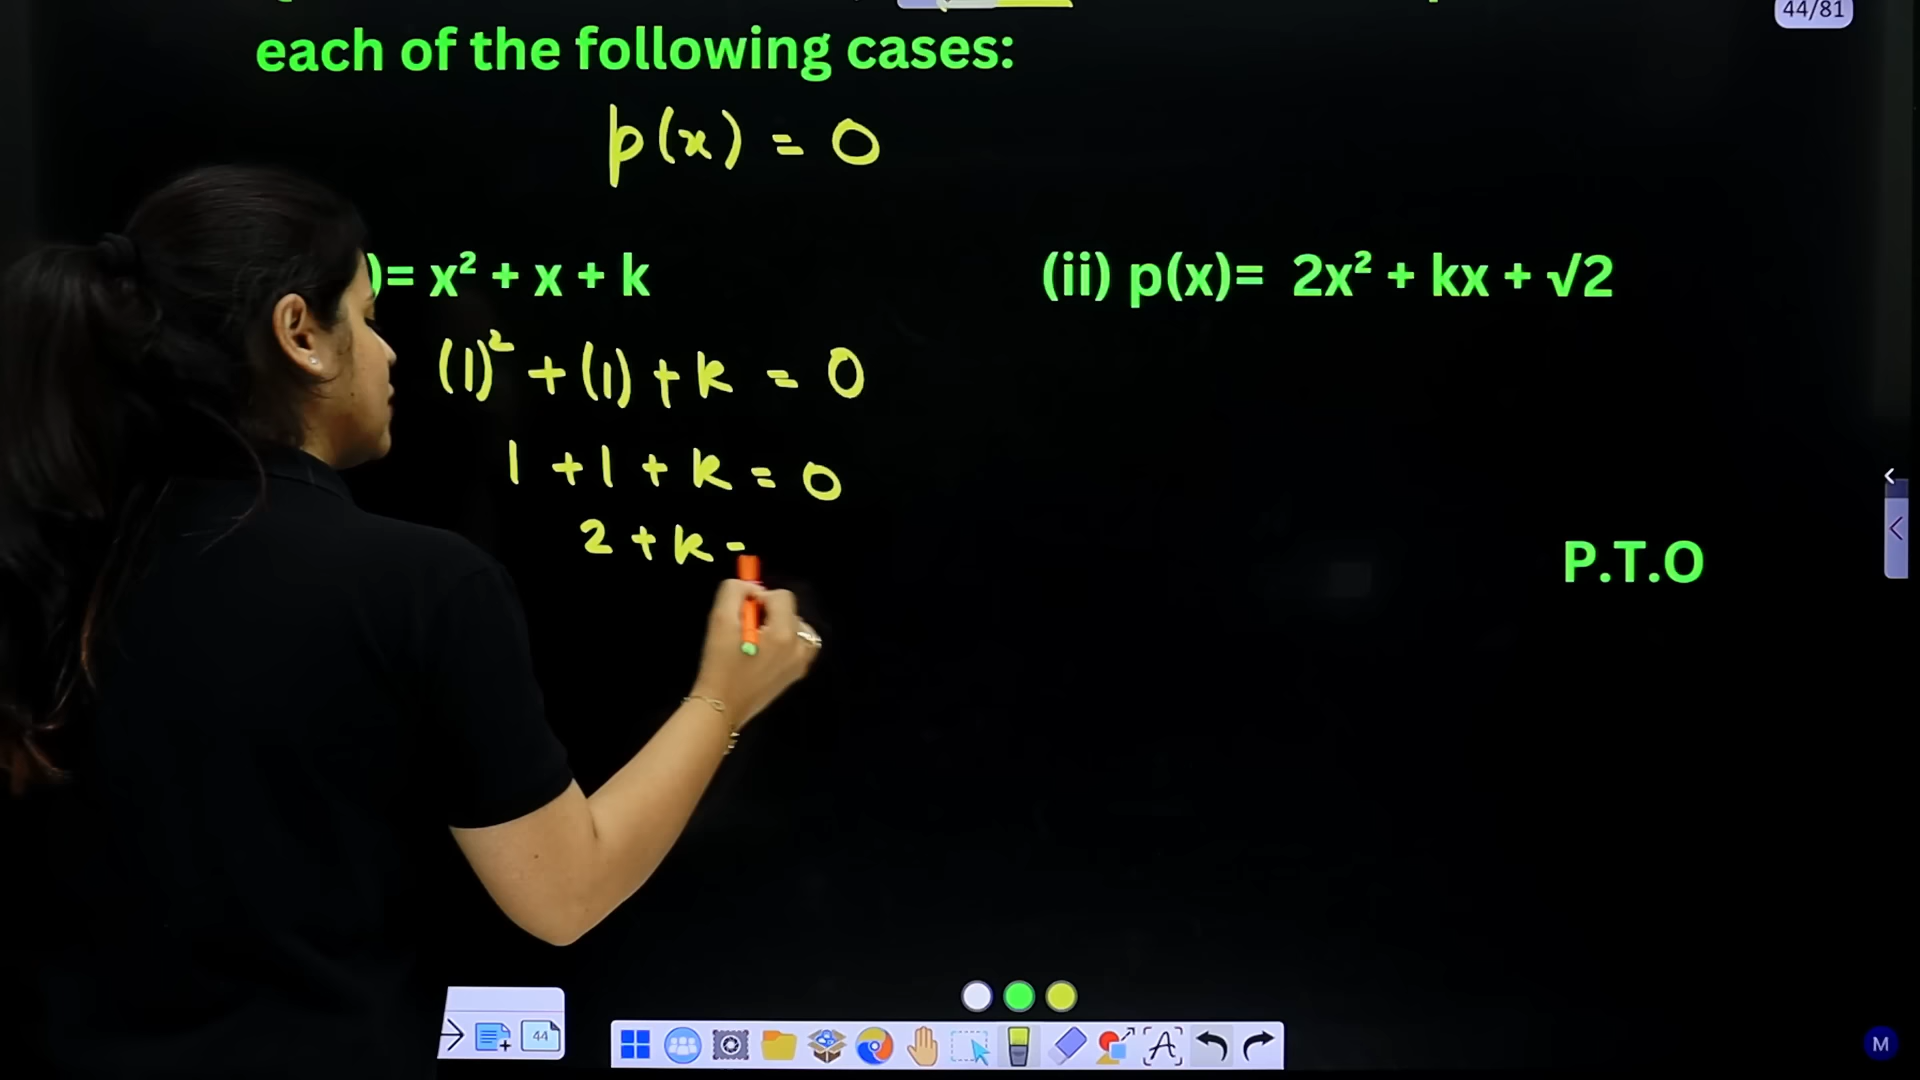 44/81
each of the following cases:
p(x) = 0
)= x² + x + k
(ii) p(x)= 2x² + kx + √2
(1)² + (1) + k = 0
1 + 1 + k = 0
2 + k =
P.T.O
44
A
M